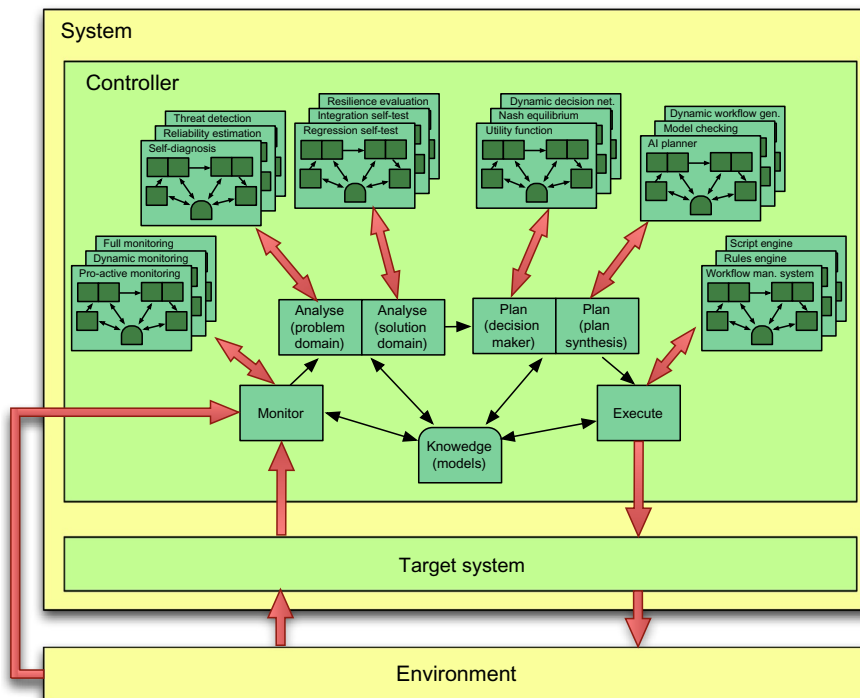 System
Controller
Threat detection
Reliability estimation
Self-diagnosis
Resilience evaluation
Integration self-test
Regression self-test
Dynamic decision net.
Nash equilibrium
Utility function
Dynamic workflow gen.
Model checking
AI planner
Full monitoring
Dynamic monitoring
Pro-active monitoring
Script engine
Rules engine
Workflow man. system
Analyse
(problem
domain)
Analyse
(solution
domain)
Plan
(decision
maker)
Plan
(plan
synthesis)
Monitor
Knowedge
(models)
Execute
Target system
Environment